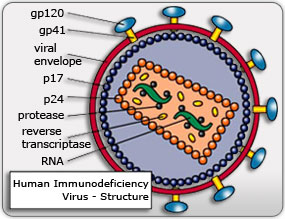 gp120
gp41
viral
envelope
p17
p24
protease
reverse
transcriptase
RNA
Human Immunodeficiency
Virus - Structure